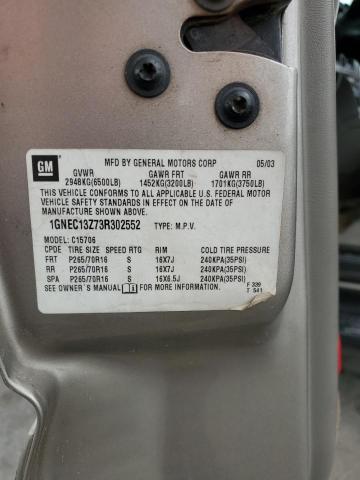 GM
MFD BY GENERAL MOTORS CORP 05/03
GVWR GAWR FRT GAWR RR
2948KG(6500LB) 1452KG(3200LB) 1701KG(3750LB)
THIS VEHICLE CONFORMS TO ALL APPLICABLE U.S. FEDERAL MOTOR
VEHICLE SAFETY STANDARDS IN EFFECT ON THE DATE OF
MANUFACTURE SHOWN ABOVE.
1GNEC13Z73R302552 TYPE: M.P.V.
MODEL: C15706
CPOE TIRE SIZE SPEED RTG RIM COLD TIRE PRESSURE
FRT P265/70R16 S 16X7J 240KPA(35PSI)
RR P265/70R16 S 16X7J 240KPA(35PSI)
SPA P265/70R16 S 16X6.5J 240KPA(35PSI)
SEE OWNER'S MANUAL FOR MORE INFORMATION
F 339
T 541